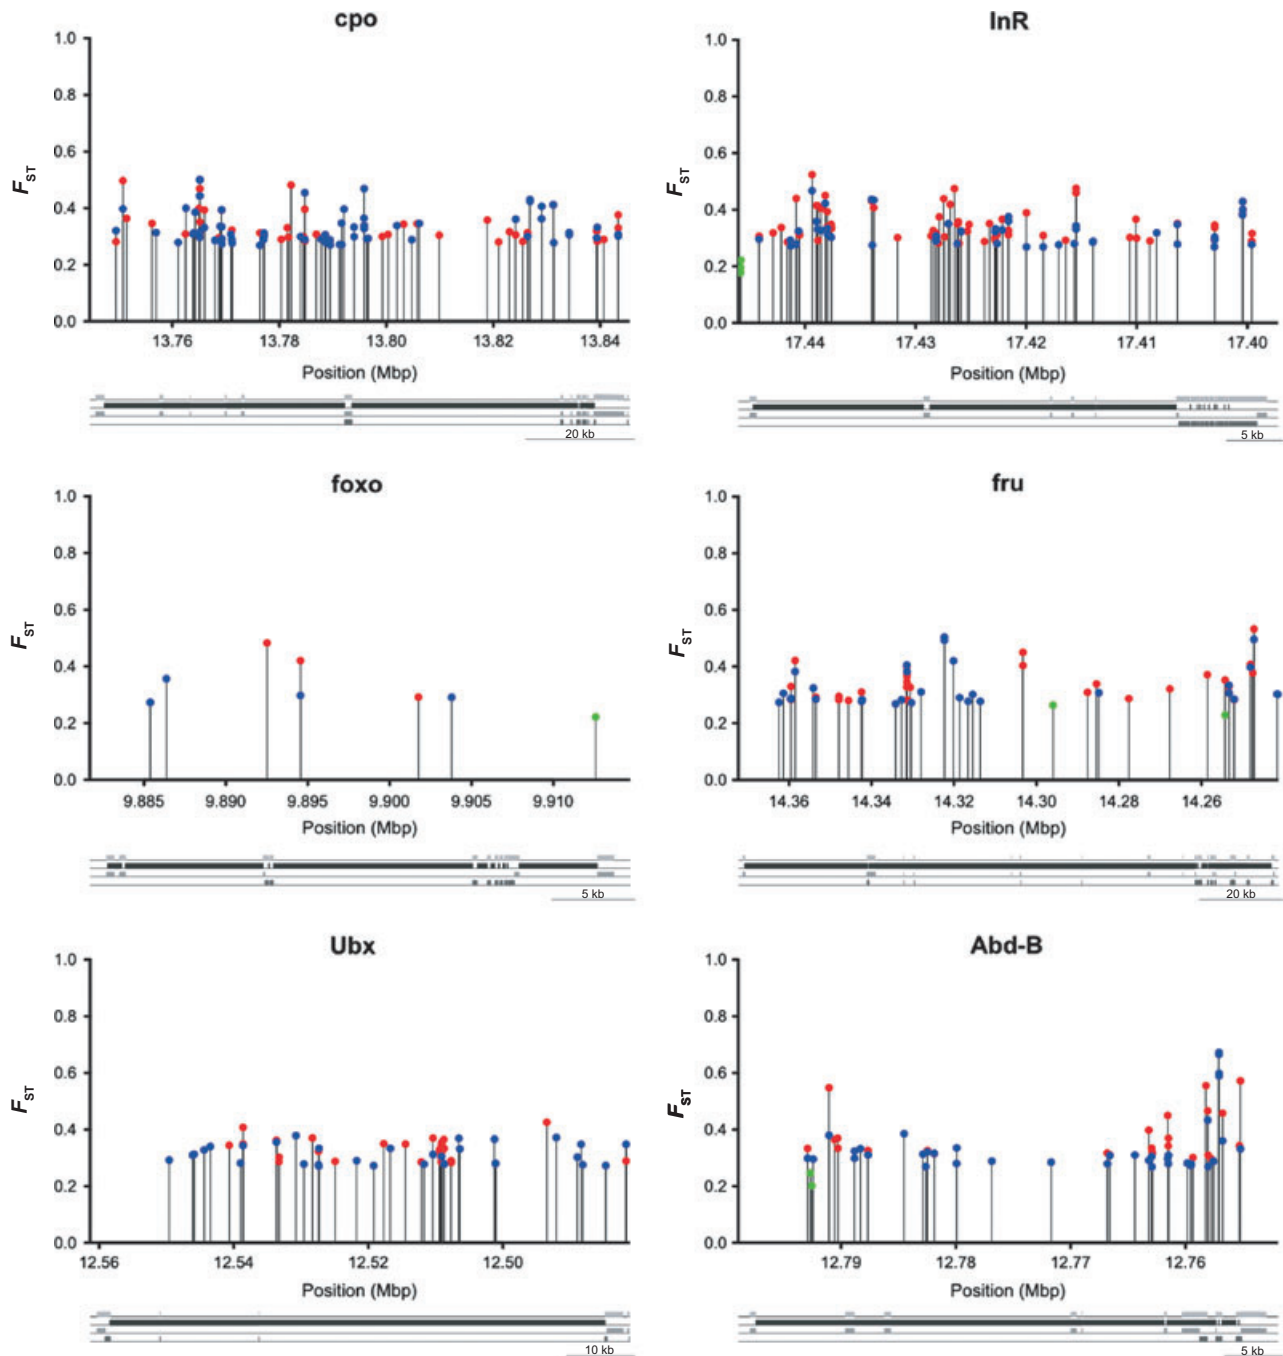 cpo
1.0
0.8
0.6
0.4
0.2
0.0
FST
13.76 13.78 13.80 13.82 13.84
Position (Mbp)
20 kb
InR
1.0
0.8
0.6
0.4
0.2
0.0
FST
17.44 17.43 17.42 17.41 17.40
Position (Mbp)
5 kb
foxo
1.0
0.8
0.6
0.4
0.2
0.0
FST
9.885 9.890 9.895 9.900 9.905 9.910
Position (Mbp)
5 kb
fru
1.0
0.8
0.6
0.4
0.2
0.0
FST
14.36 14.34 14.32 14.30 14.28 14.26
Position (Mbp)
20 kb
Ubx
1.0
0.8
0.6
0.4
0.2
0.0
FST
12.56 12.54 12.52 12.50
Position (Mbp)
10 kb
Abd-B
1.0
0.8
0.6
0.4
0.2
0.0
FST
12.79 12.78 12.77 12.76
Position (Mbp)
5 kb